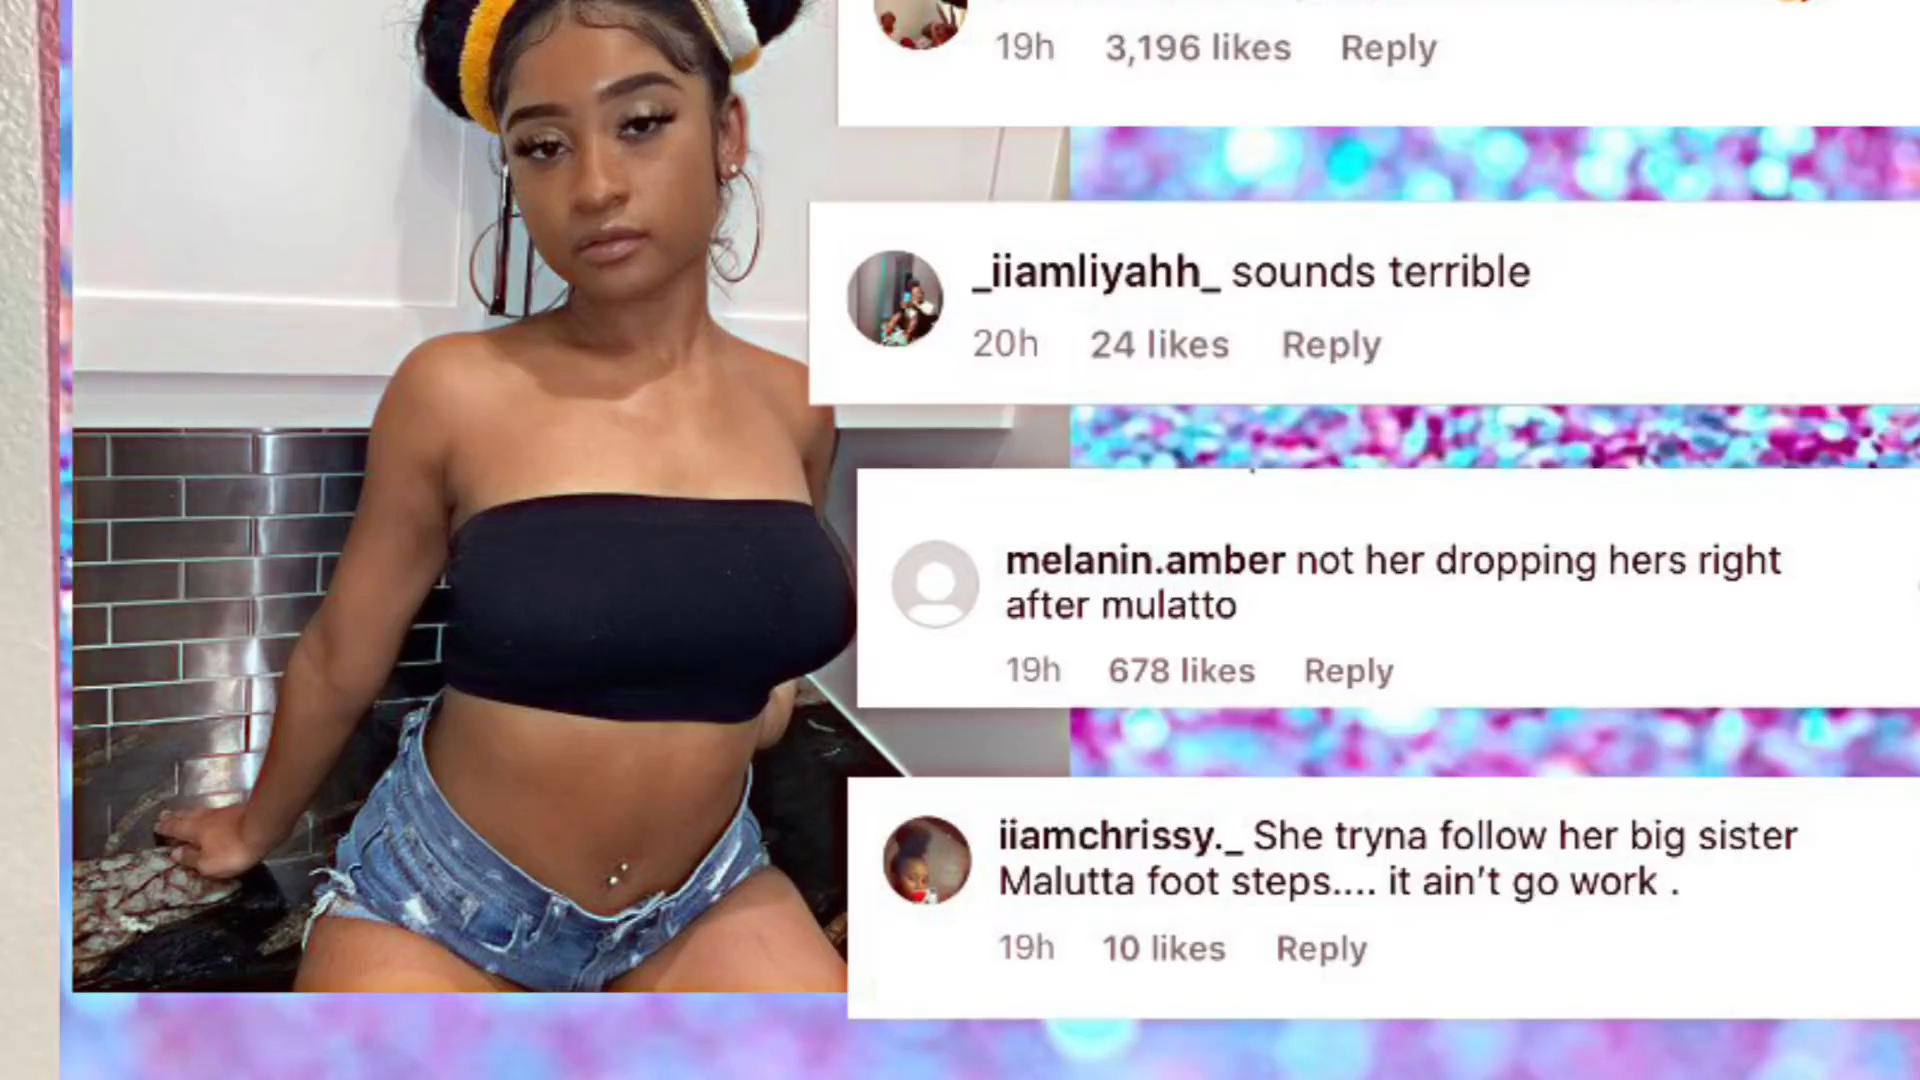 19h 3,196 likes Reply
_iiamliyahh_ sounds terrible
20h 24 likes Reply
melanin.amber not her dropping hers right
after mulatto
19h 678 likes Reply
iiamchrissy._ She tryna follow her big sister
Malutta foot steps.... it ain't go work .
19h 10 likes Reply